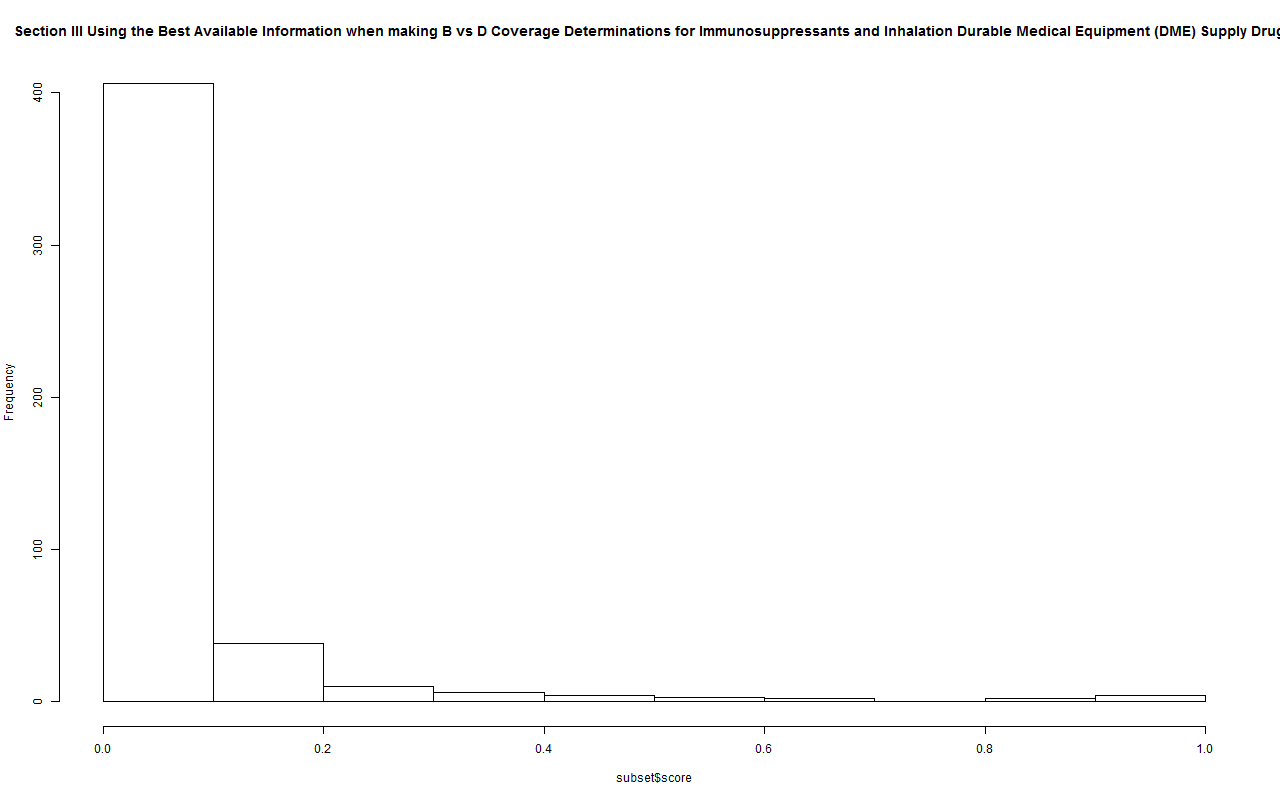 Section III Using the Best Available Information when making B vs D Coverage Determinations for Immunosuppressants and Inhalation Durable Medical Equipment (DME) Supply Drug
400
300
200
100
0
Frequency
0.0 0.2 0.4 0.6 0.8 1.0
subset$score